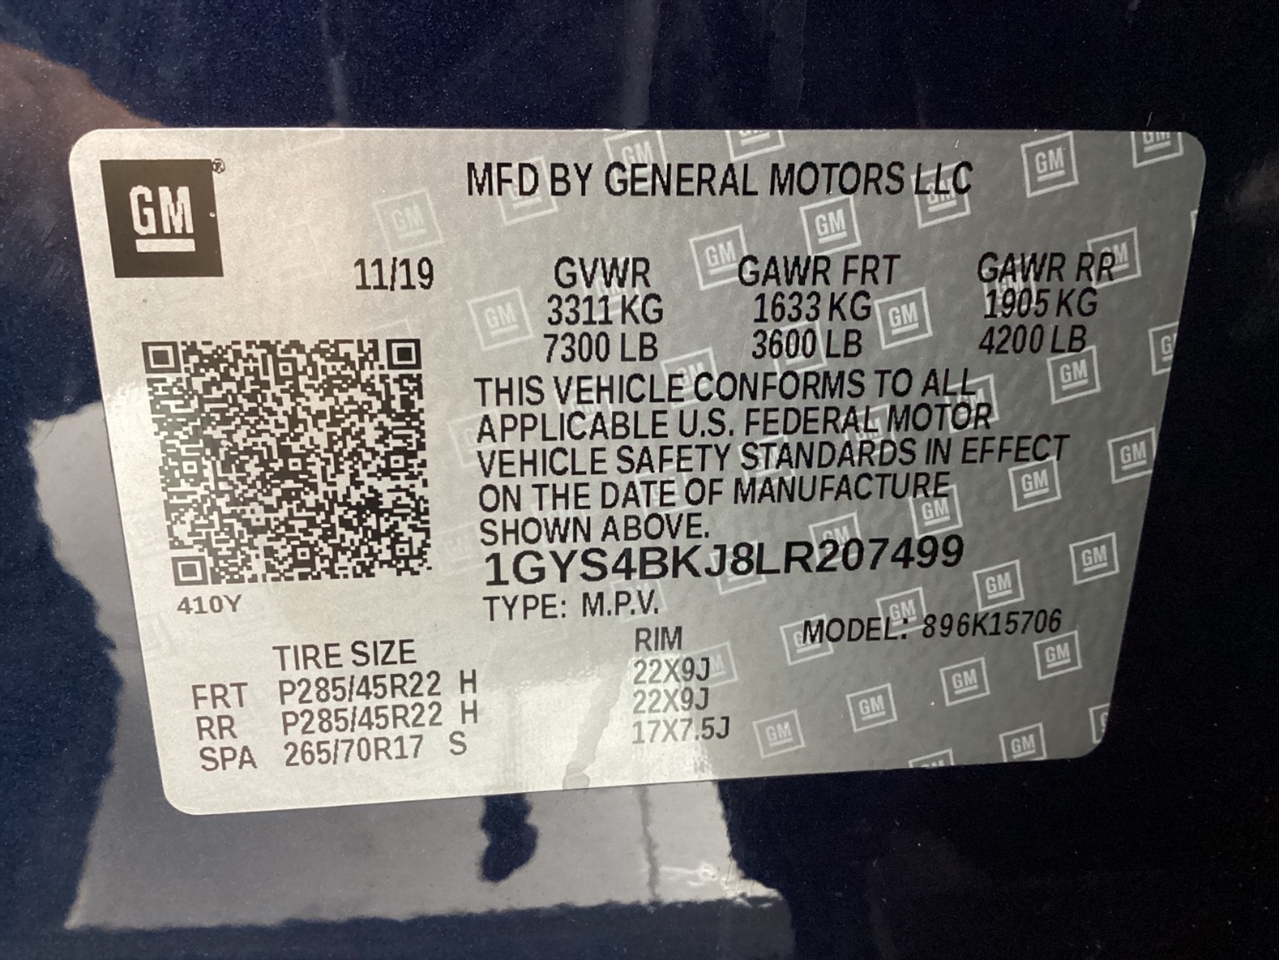 GM®
MFD BY GENERAL MOTORS LLC
11/19 GVWR GAWR FRT GAWR RR
3311 KG 1633 KG 1905 KG
7300 LB 3600 LB 4200 LB
THIS VEHICLE CONFORMS TO ALL
APPLICABLE U.S. FEDERAL MOTOR
VEHICLE SAFETY STANDARDS IN EFFECT
ON THE DATE OF MANUFACTURE
SHOWN ABOVE.
1GYS4BKJ8LR207499
410Y
TYPE: M.P.V. MODEL: 896K15706
TIRE SIZE RIM
FRT P285/45R22 H 22X9J
RR P285/45R22 H 22X9J
SPA 265/70R17 S 17X7.5J